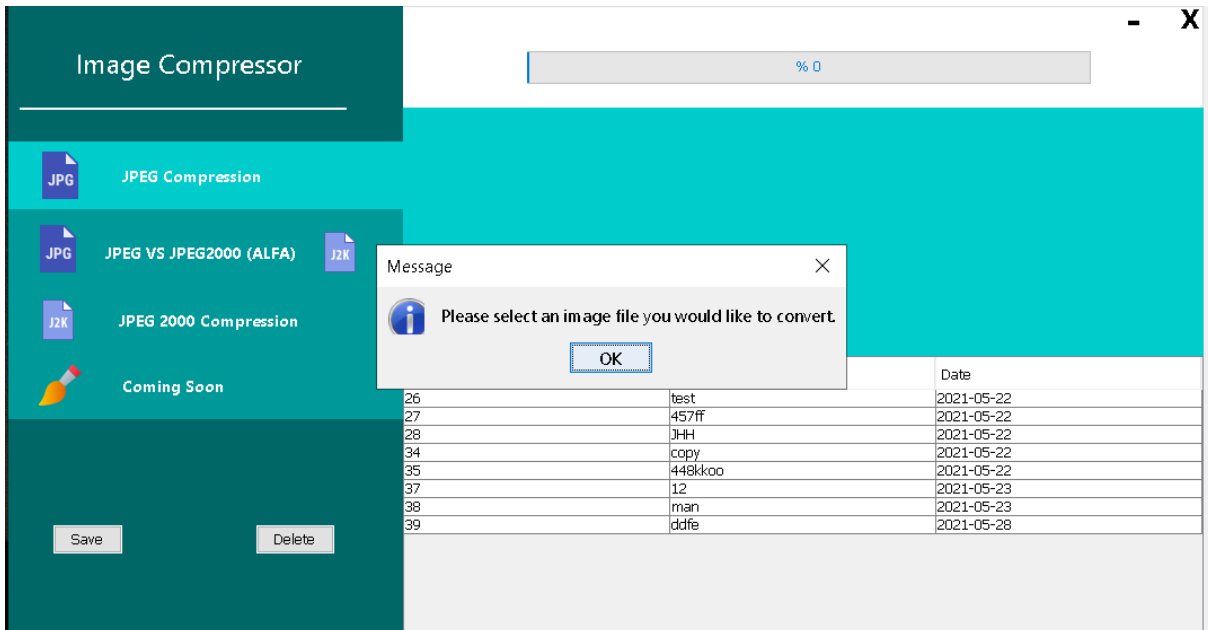 - X
Image Compressor
% 0
JPG JPEG Compression
JPG JPEG VS JPEG2000 (ALFA) J2K
J2K JPEG 2000 Compression
Coming Soon
Save Delete
Message
i Please select an image file you would like to convert.
OK
Date
26 test 2021-05-22
27 457ff 2021-05-22
28 JHH 2021-05-22
34 copy 2021-05-22
35 448kkoo 2021-05-22
37 12 2021-05-23
38 man 2021-05-23
39 ddfe 2021-05-28